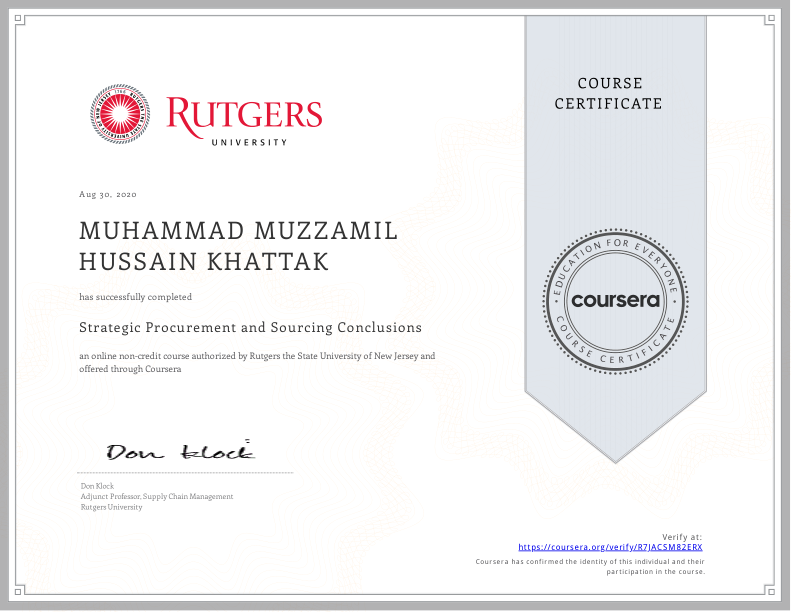 RUTGERS
UNIVERSITY
COURSE
CERTIFICATE
Aug 30, 2020
MUHAMMAD MUZZAMIL
HUSSAIN KHATTAK
has successfully completed
Strategic Procurement and Sourcing Conclusions
an online non-credit course authorized by Rutgers the State University of New Jersey and
offered through Coursera
EDUCATION FOR EVERYONE
coursera
COURSE CERTIFICATE
Don Klock
Don Klock
Adjunct Professor, Supply Chain Management
Rutgers University
Verify at:
https://coursera.org/verify/R7JACSM82ERX
Coursera has confirmed the identity of this individual and their
participation in the course.